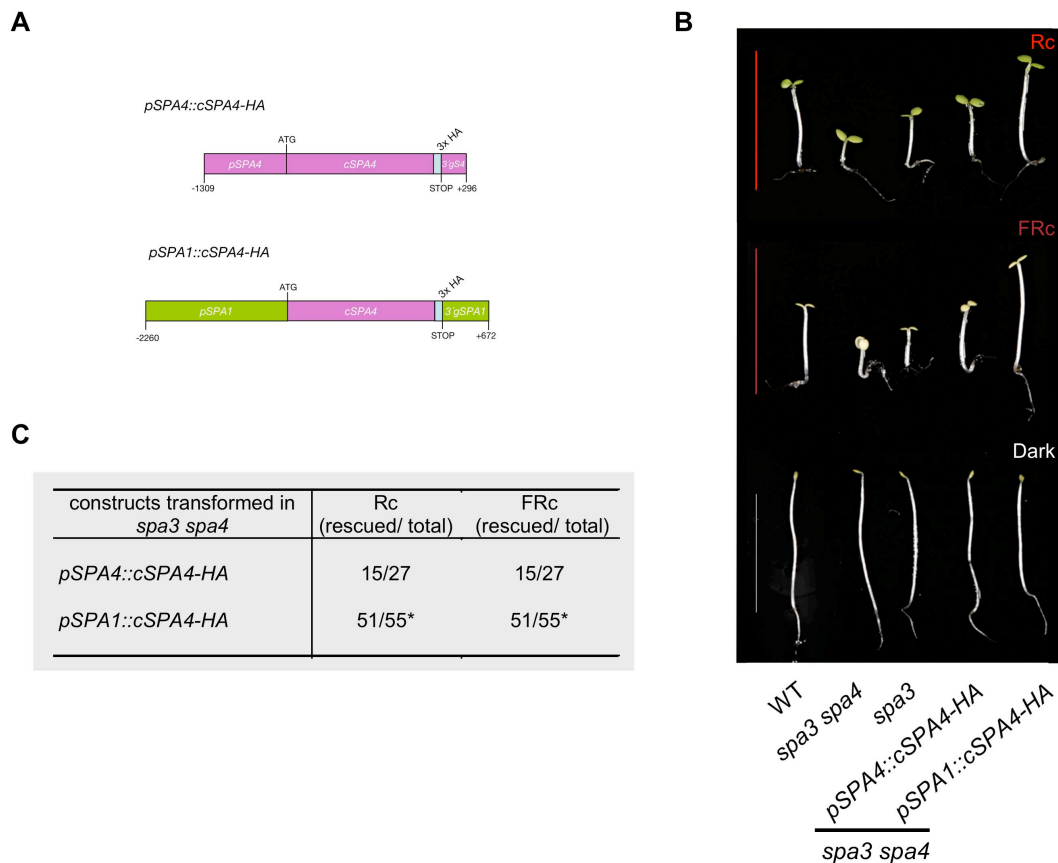 A
pSPA4::cSPA4-HA
ATG
3x HA
pSPA4
cSPA4
3´gS4
-1309
STOP
+296
pSPA1::cSPA4-HA
ATG
3x HA
pSPA1
cSPA4
3´gSPA1
-2260
STOP
+672
B
Rc
FRc
Dark
WT
spa3 spa4
spa3
pSPA4::cSPA4-HA
pSPA1::cSPA4-HA
spa3 spa4
C
constructs transformed in spa3 spa4
Rc (rescued/ total)
FRc (rescued/ total)
pSPA4::cSPA4-HA 15/27 15/27
pSPA1::cSPA4-HA 51/55* 51/55*